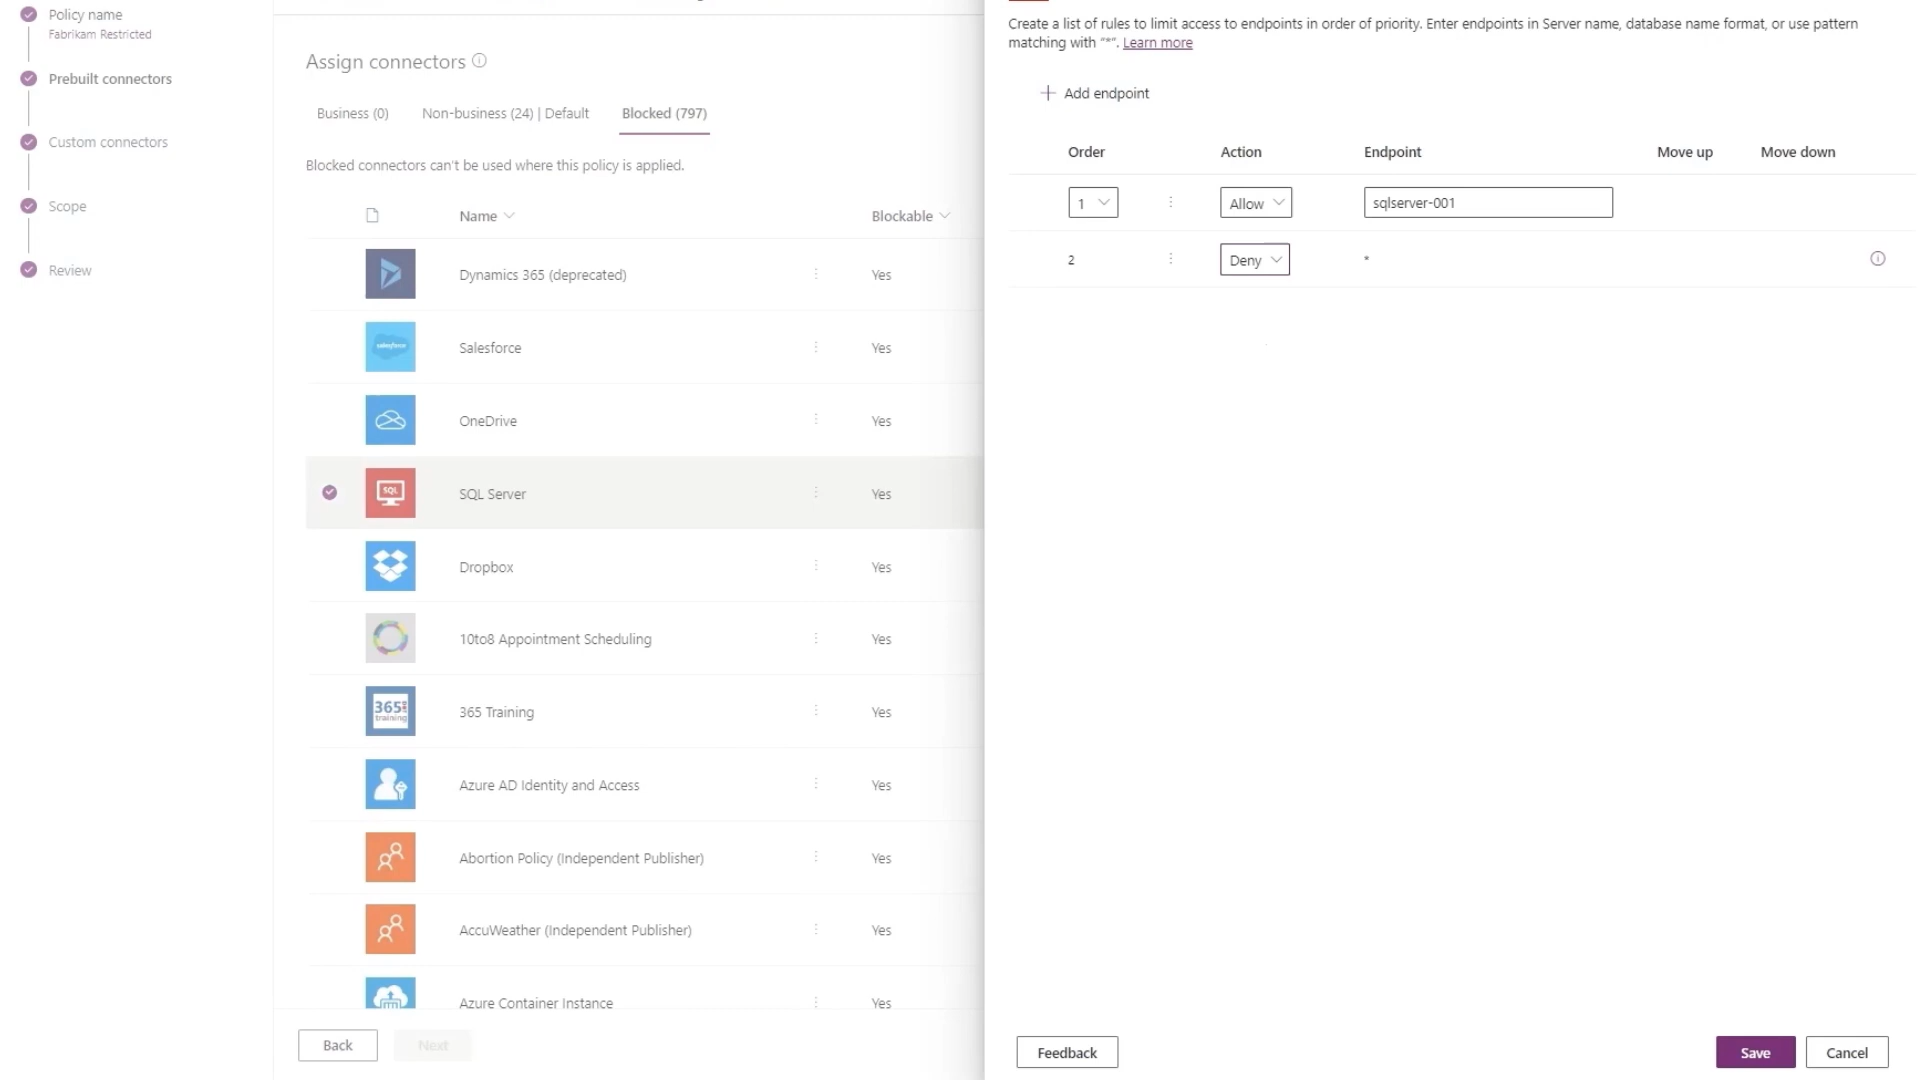 Policy name
Fabrikam Restricted
Prebuilt connectors
Custom connectors
Scope
Review
Assign connectors
Business (0)
Non-business (24) | Default
Blocked (797)
Blocked connectors can't be used where this policy is applied.
Name
Blockable
Dynamics 365 (deprecated)
Yes
salesforce
Salesforce
Yes
OneDrive
Yes
SQL
SQL Server
Yes
Dropbox
Yes
10to8 Appointment Scheduling
Yes
365
training
365 Training
Yes
Azure AD Identity and Access
Yes
Abortion Policy (Independent Publisher)
Yes
AccuWeather (Independent Publisher)
Yes
Azure Container Instance
Yes
Back
Next
Create a list of rules to limit access to endpoints in order of priority. Enter endpoints in Server name, database name format, or use pattern
matching with "*". Learn more
Add endpoint
Order
Action
Endpoint
Move up
Move down
1
Allow
sqlserver-001
2
Deny
*
Feedback
Save
Cancel